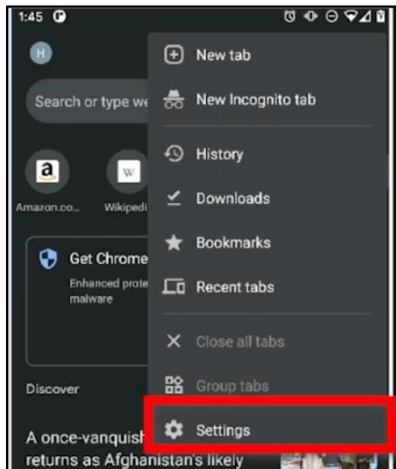 1:45
H
Search or type we
Amazon.co...
Wikipedi
Get Chrome
Enhanced prote
malware
Discover
A once-vanquish
returns as Afghanistan's likely
New tab
New Incognito tab
History
Downloads
Bookmarks
Recent tabs
Close all tabs
Group tabs
Settings